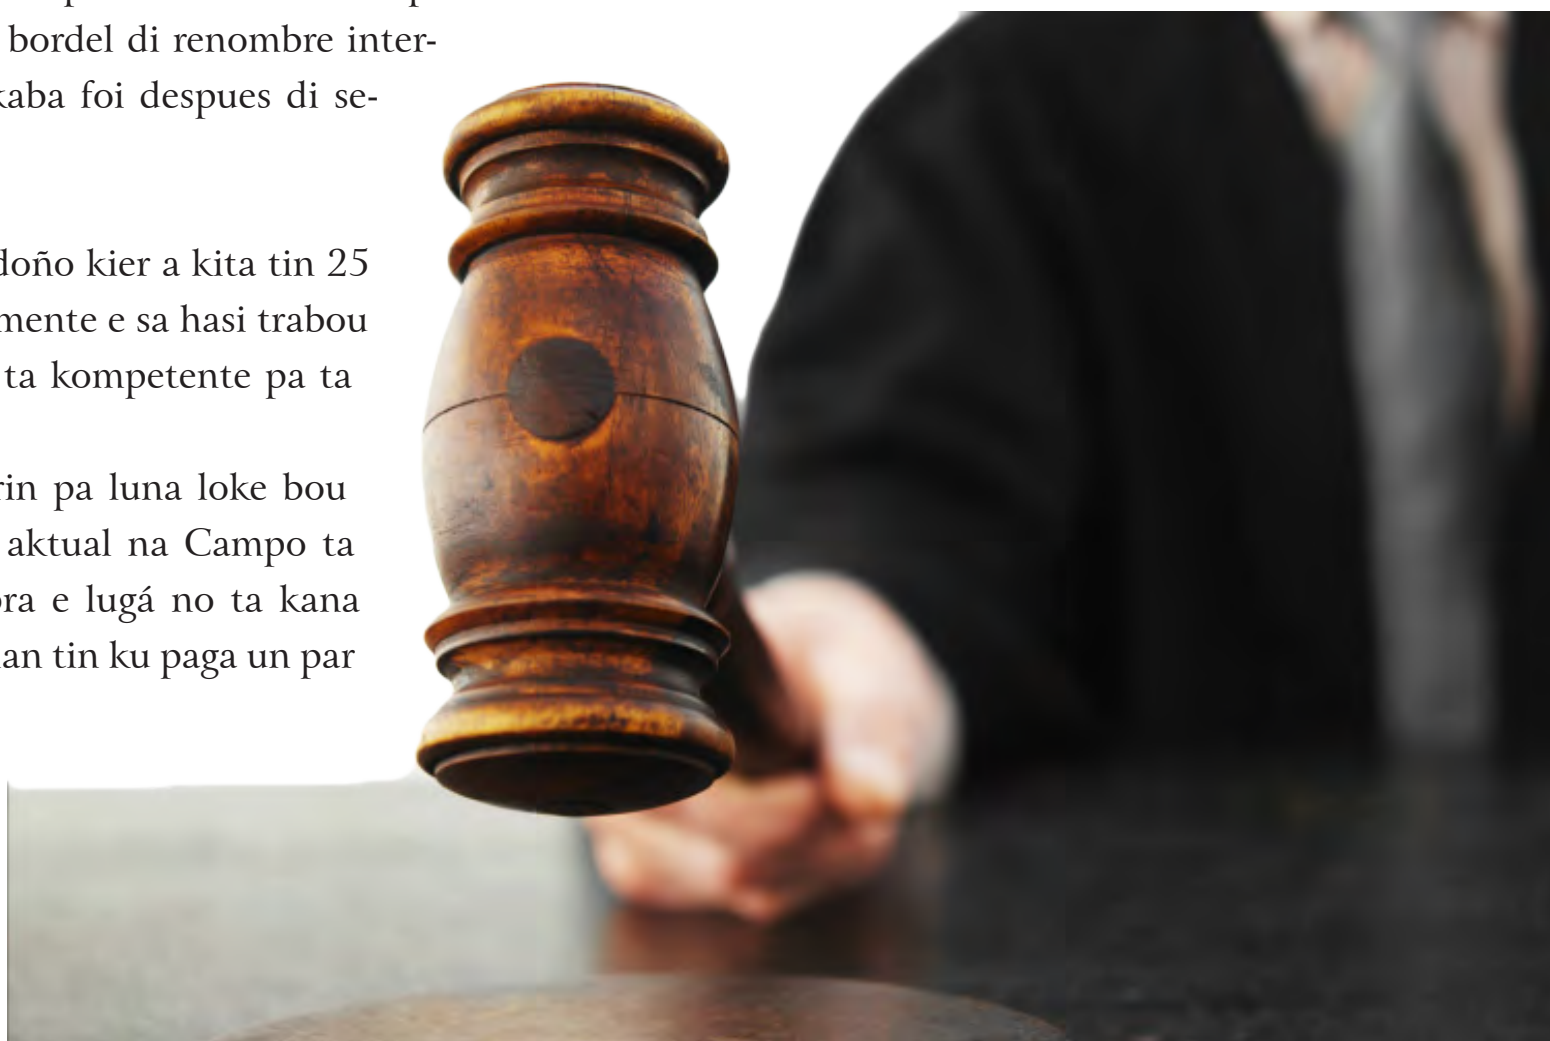 bordel di renombre inter-
kaba foi despues di se-
doño kier a kita tin 25
mente e sa hasi trabou
ta kompetente pa ta
rin pa luna loke bou
aktual na Campo ta
ora e lugá no ta kana
an tin ku paga un par